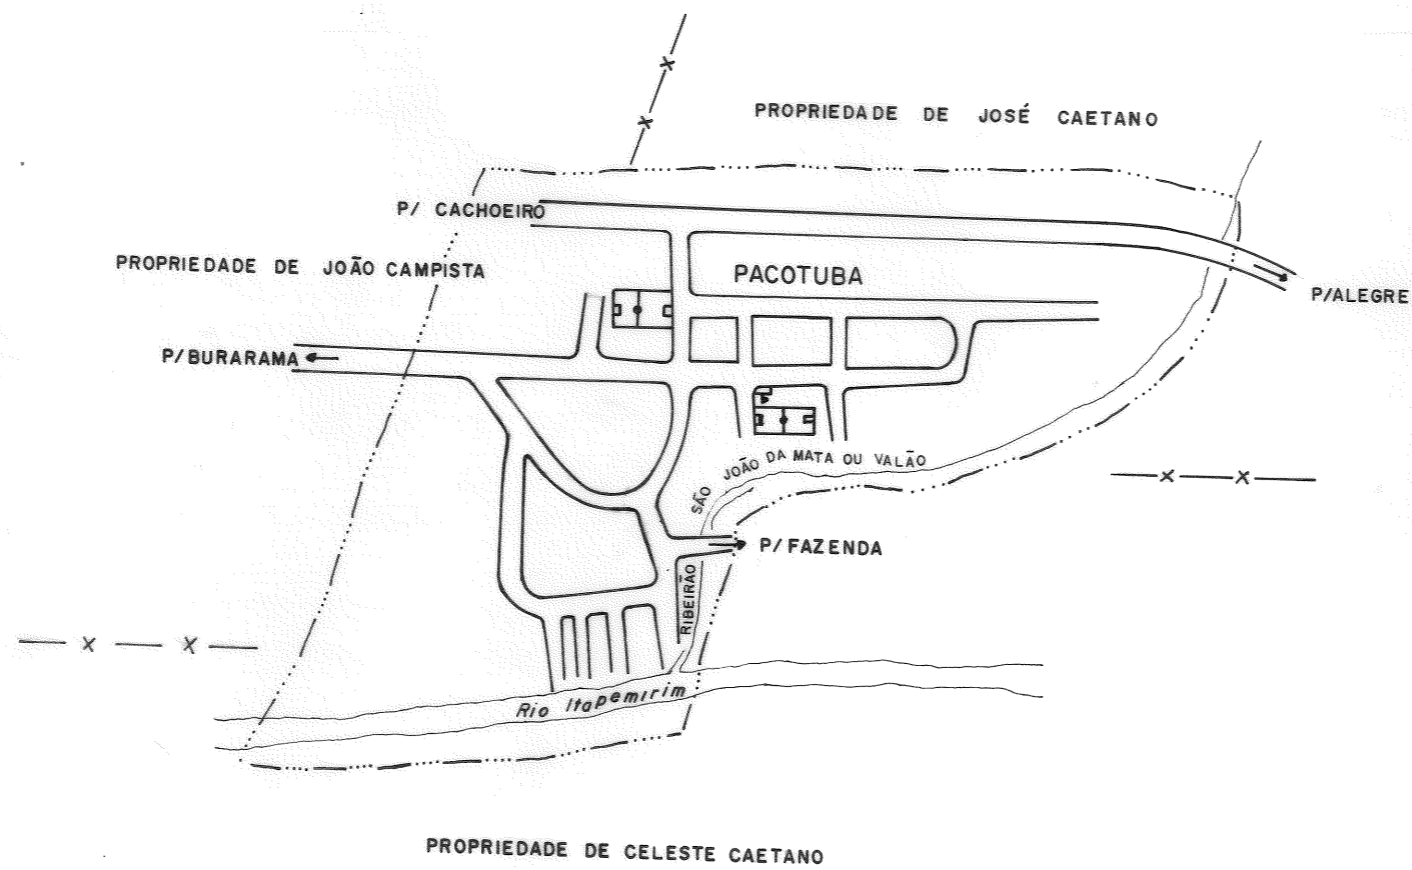 PROPRIEDADE DE JOSÉ CAETANO
P/ CACHOEIRO
PROPRIEDADE DE JOÃO CAMPISTA
PACOTUBA
P/ALEGRE
P/BURARAMA
RIBEIRÃO SÃO JOÃO DA MATA OU VALÃO
P/FAZENDA
Rio Itapemirim
PROPRIEDADE DE CELESTE CAETANO